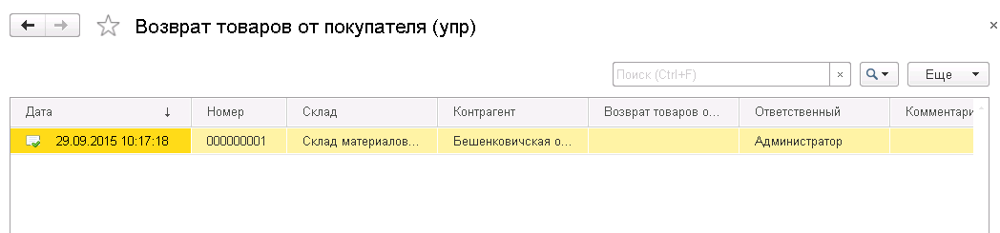 Возврат товаров от покупателя (упр)
Поиск (Ctrl+F)
Еще
Дата Номер Склад Контрагент Возврат товаров о... Ответственный Комментари
29.09.2015 10:17:18 000000001 Склад материалов... Бешенковичская о... Администратор